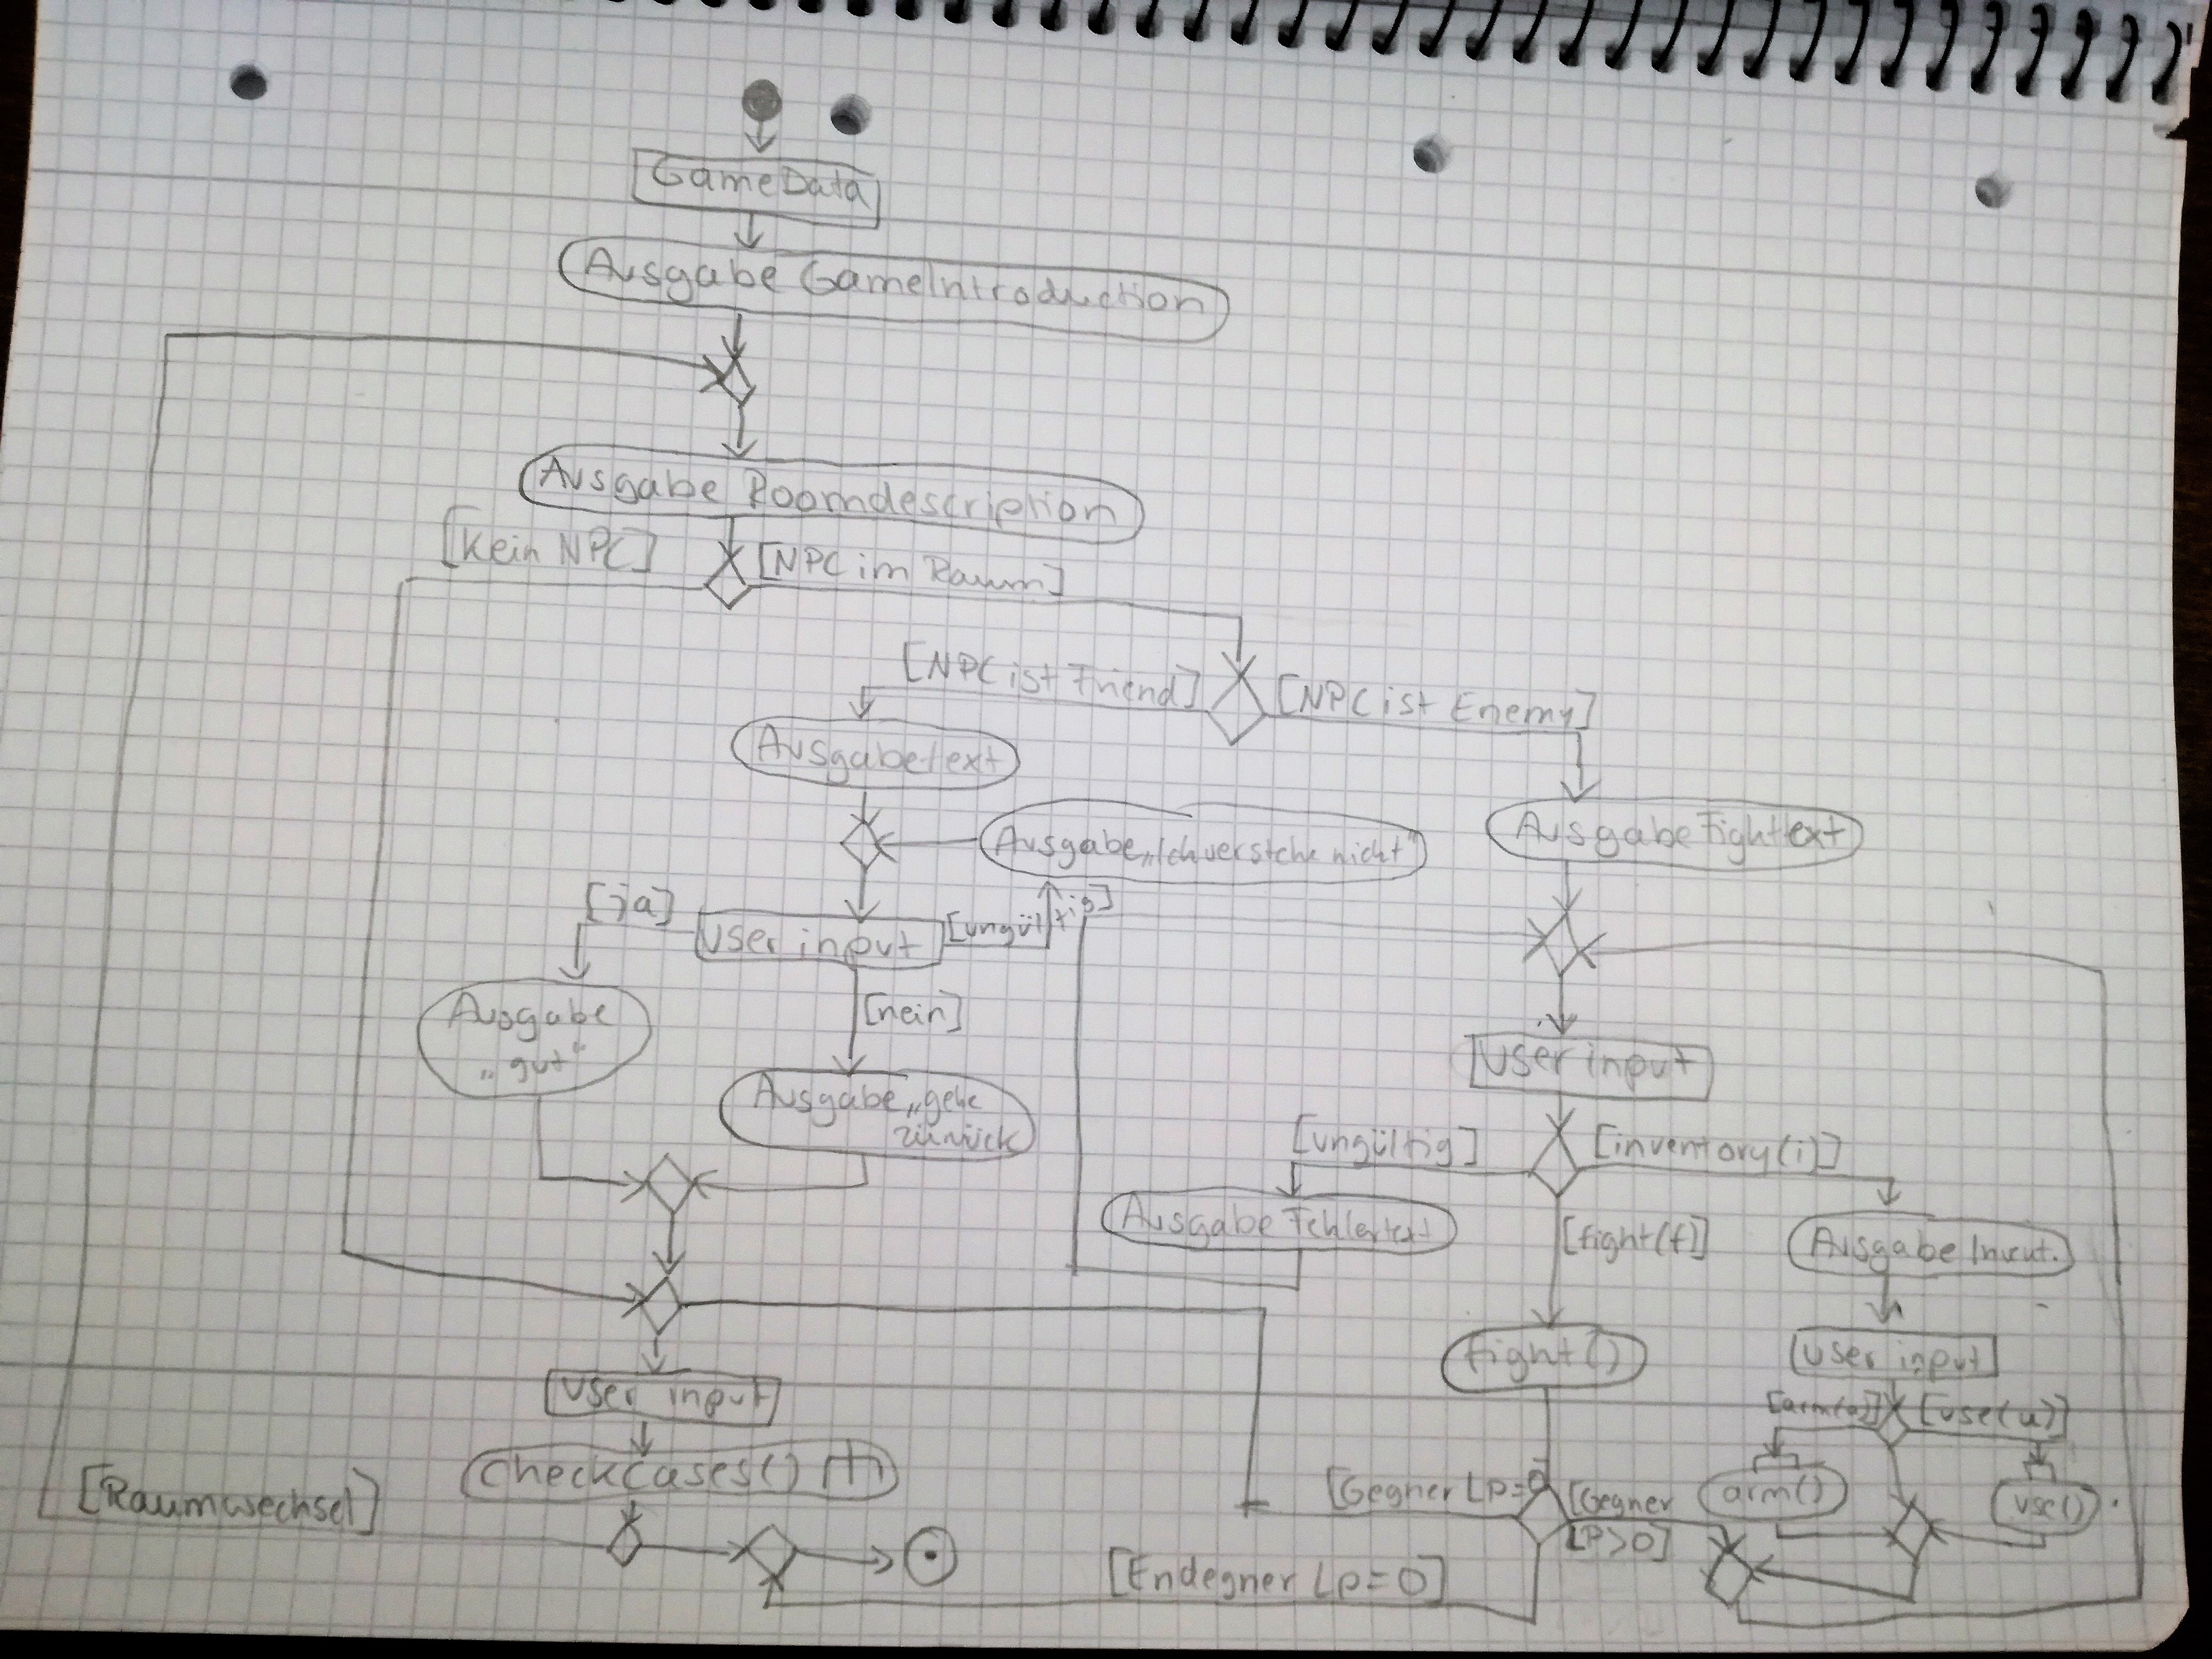 GameData
Ausgabe GameIntroduction
Ausgabe Roomdescription
[Kein NPC]
[NPC im Raum]
[NPC ist Friend]
[NPC ist Enemy]
Ausgabetext
Ausgabe „Ich verstehe nicht"
Ausgabe Fighttext
[ja]
User input
[ungültig]
[nein]
Ausgabe
„gut"
Ausgabe „gehe
zurück
User input
[ungültig]
[inventory(i)]
Ausgabe Fehlertext
[fight(f)]
Ausgabe Invent.
fight()
User input
[arm(a)]
[use(u)]
User input
CheckCases()
[Raumwechsel]
[Gegner Lp=0]
[Gegner
LP>0]
arm()
use()
[Endegner Lp=0]